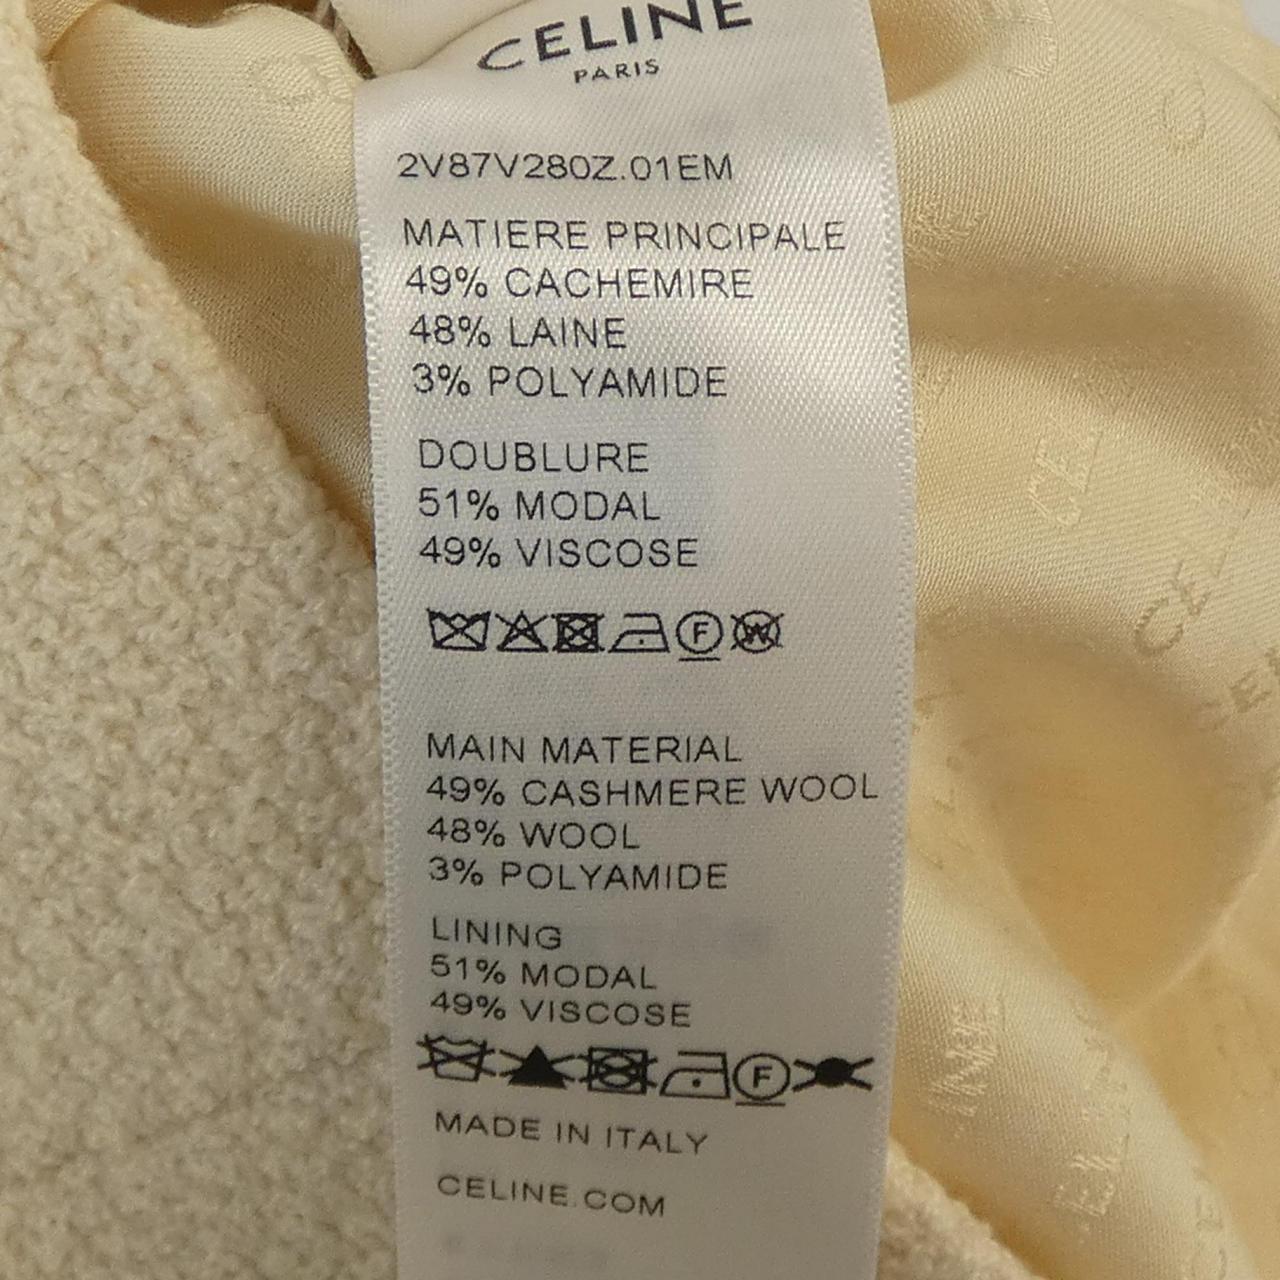 CELINE
PARIS
2V87V280Z.01EM
MATIERE PRINCIPALE
49% CACHEMIRE
48% LAINE
3% POLYAMIDE
DOUBLURE
51% MODAL
49% VISCOSE
F W
MAIN MATERIAL
49% CASHMERE WOOL
48% WOOL
3% POLYAMIDE
LINING
51% MODAL
49% VISCOSE
F
MADE IN ITALY
CELINE.COM